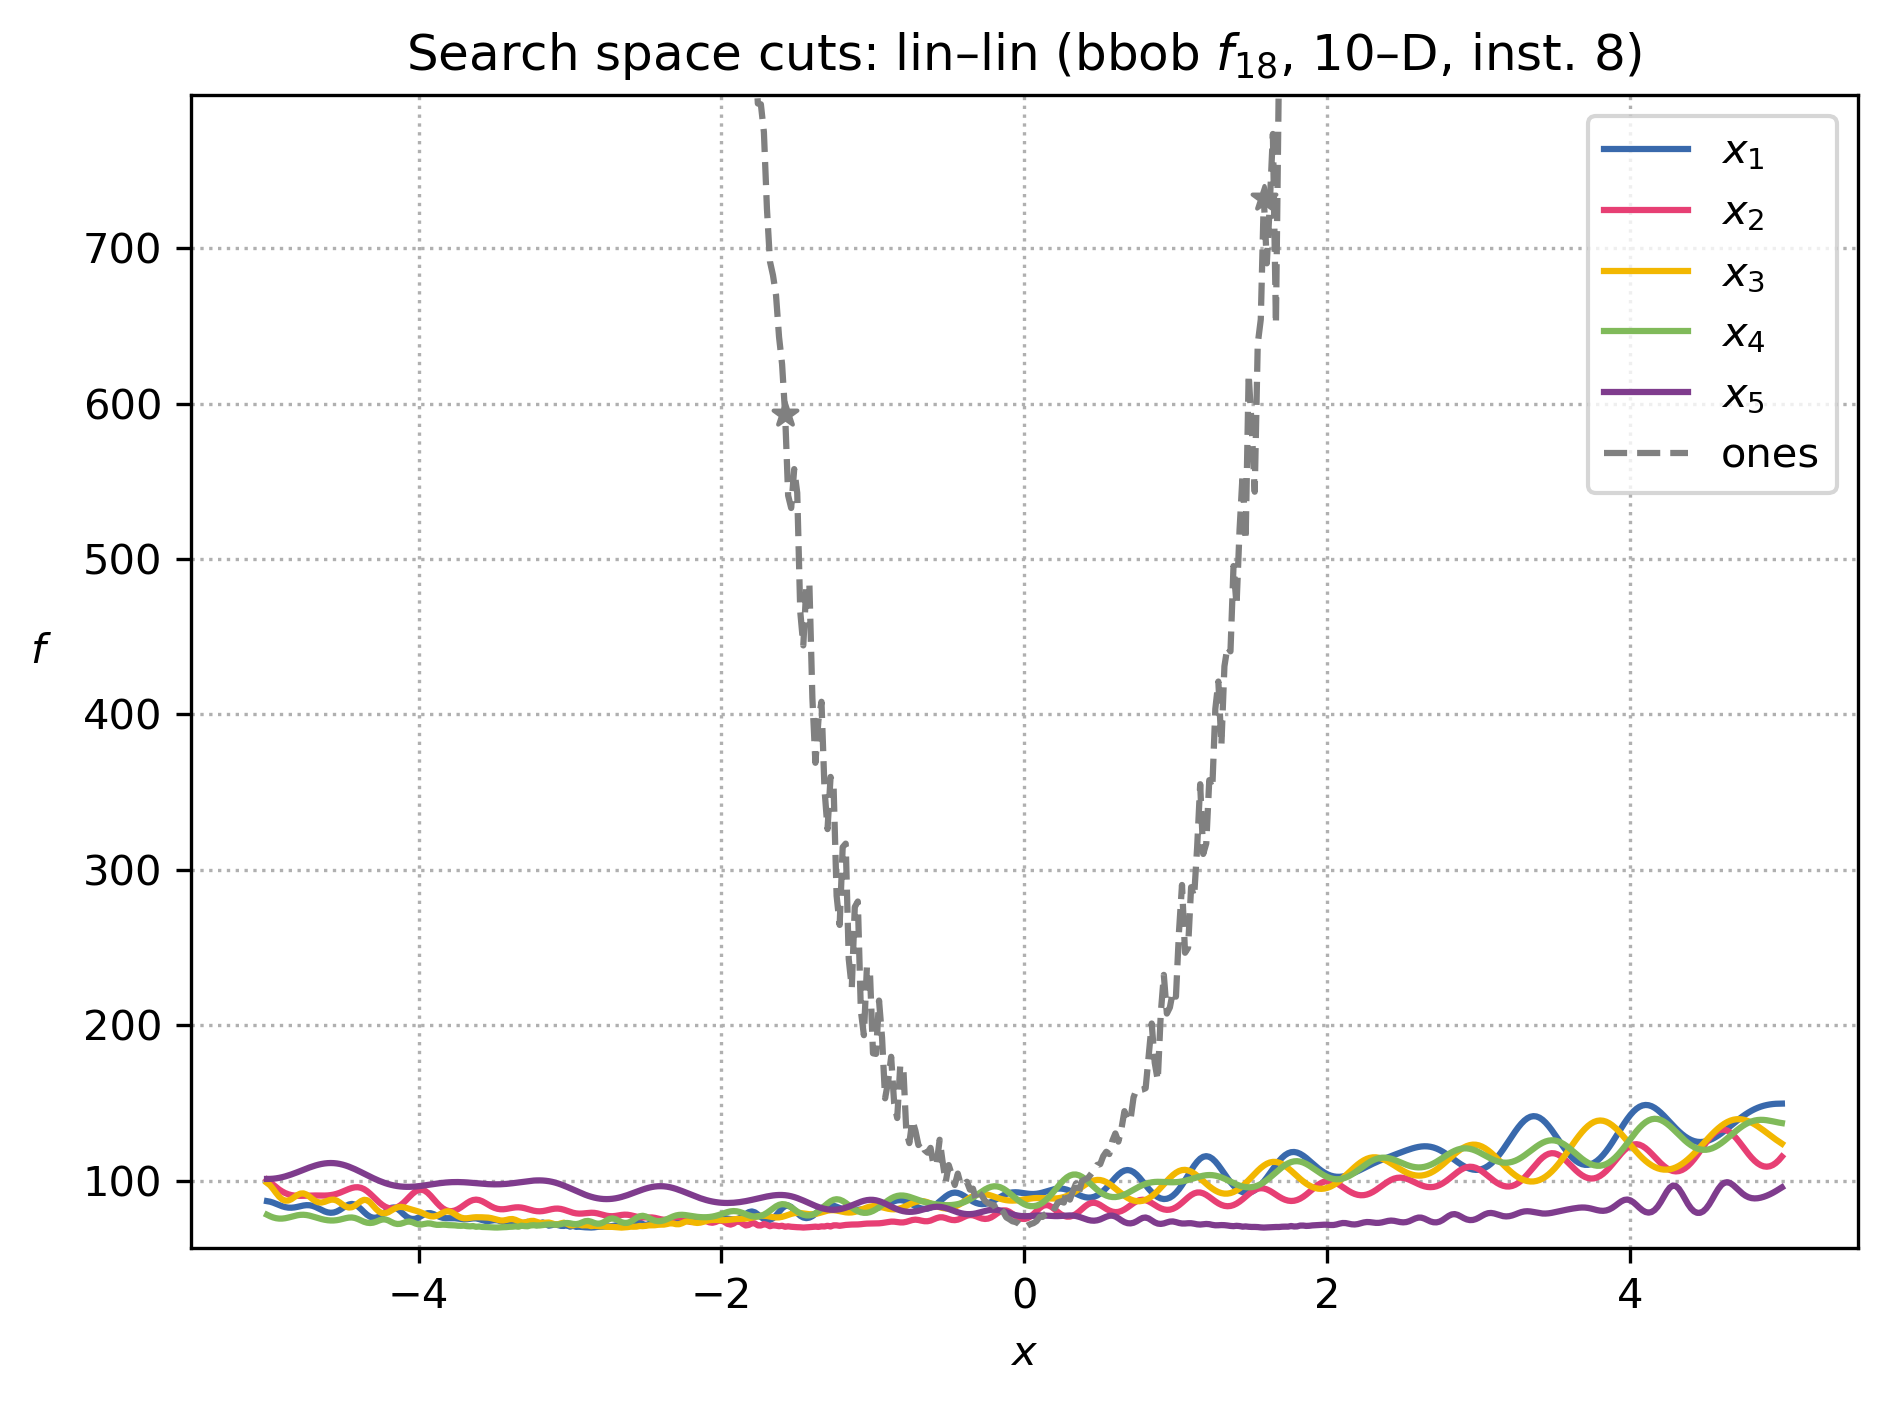 Search space cuts: lin–lin (bbob f18, 10–D, inst. 8)
x1
x2
x3
x4
x5
ones
700
600
500
400
300
200
100
f
−4 −2 0 2 4
x